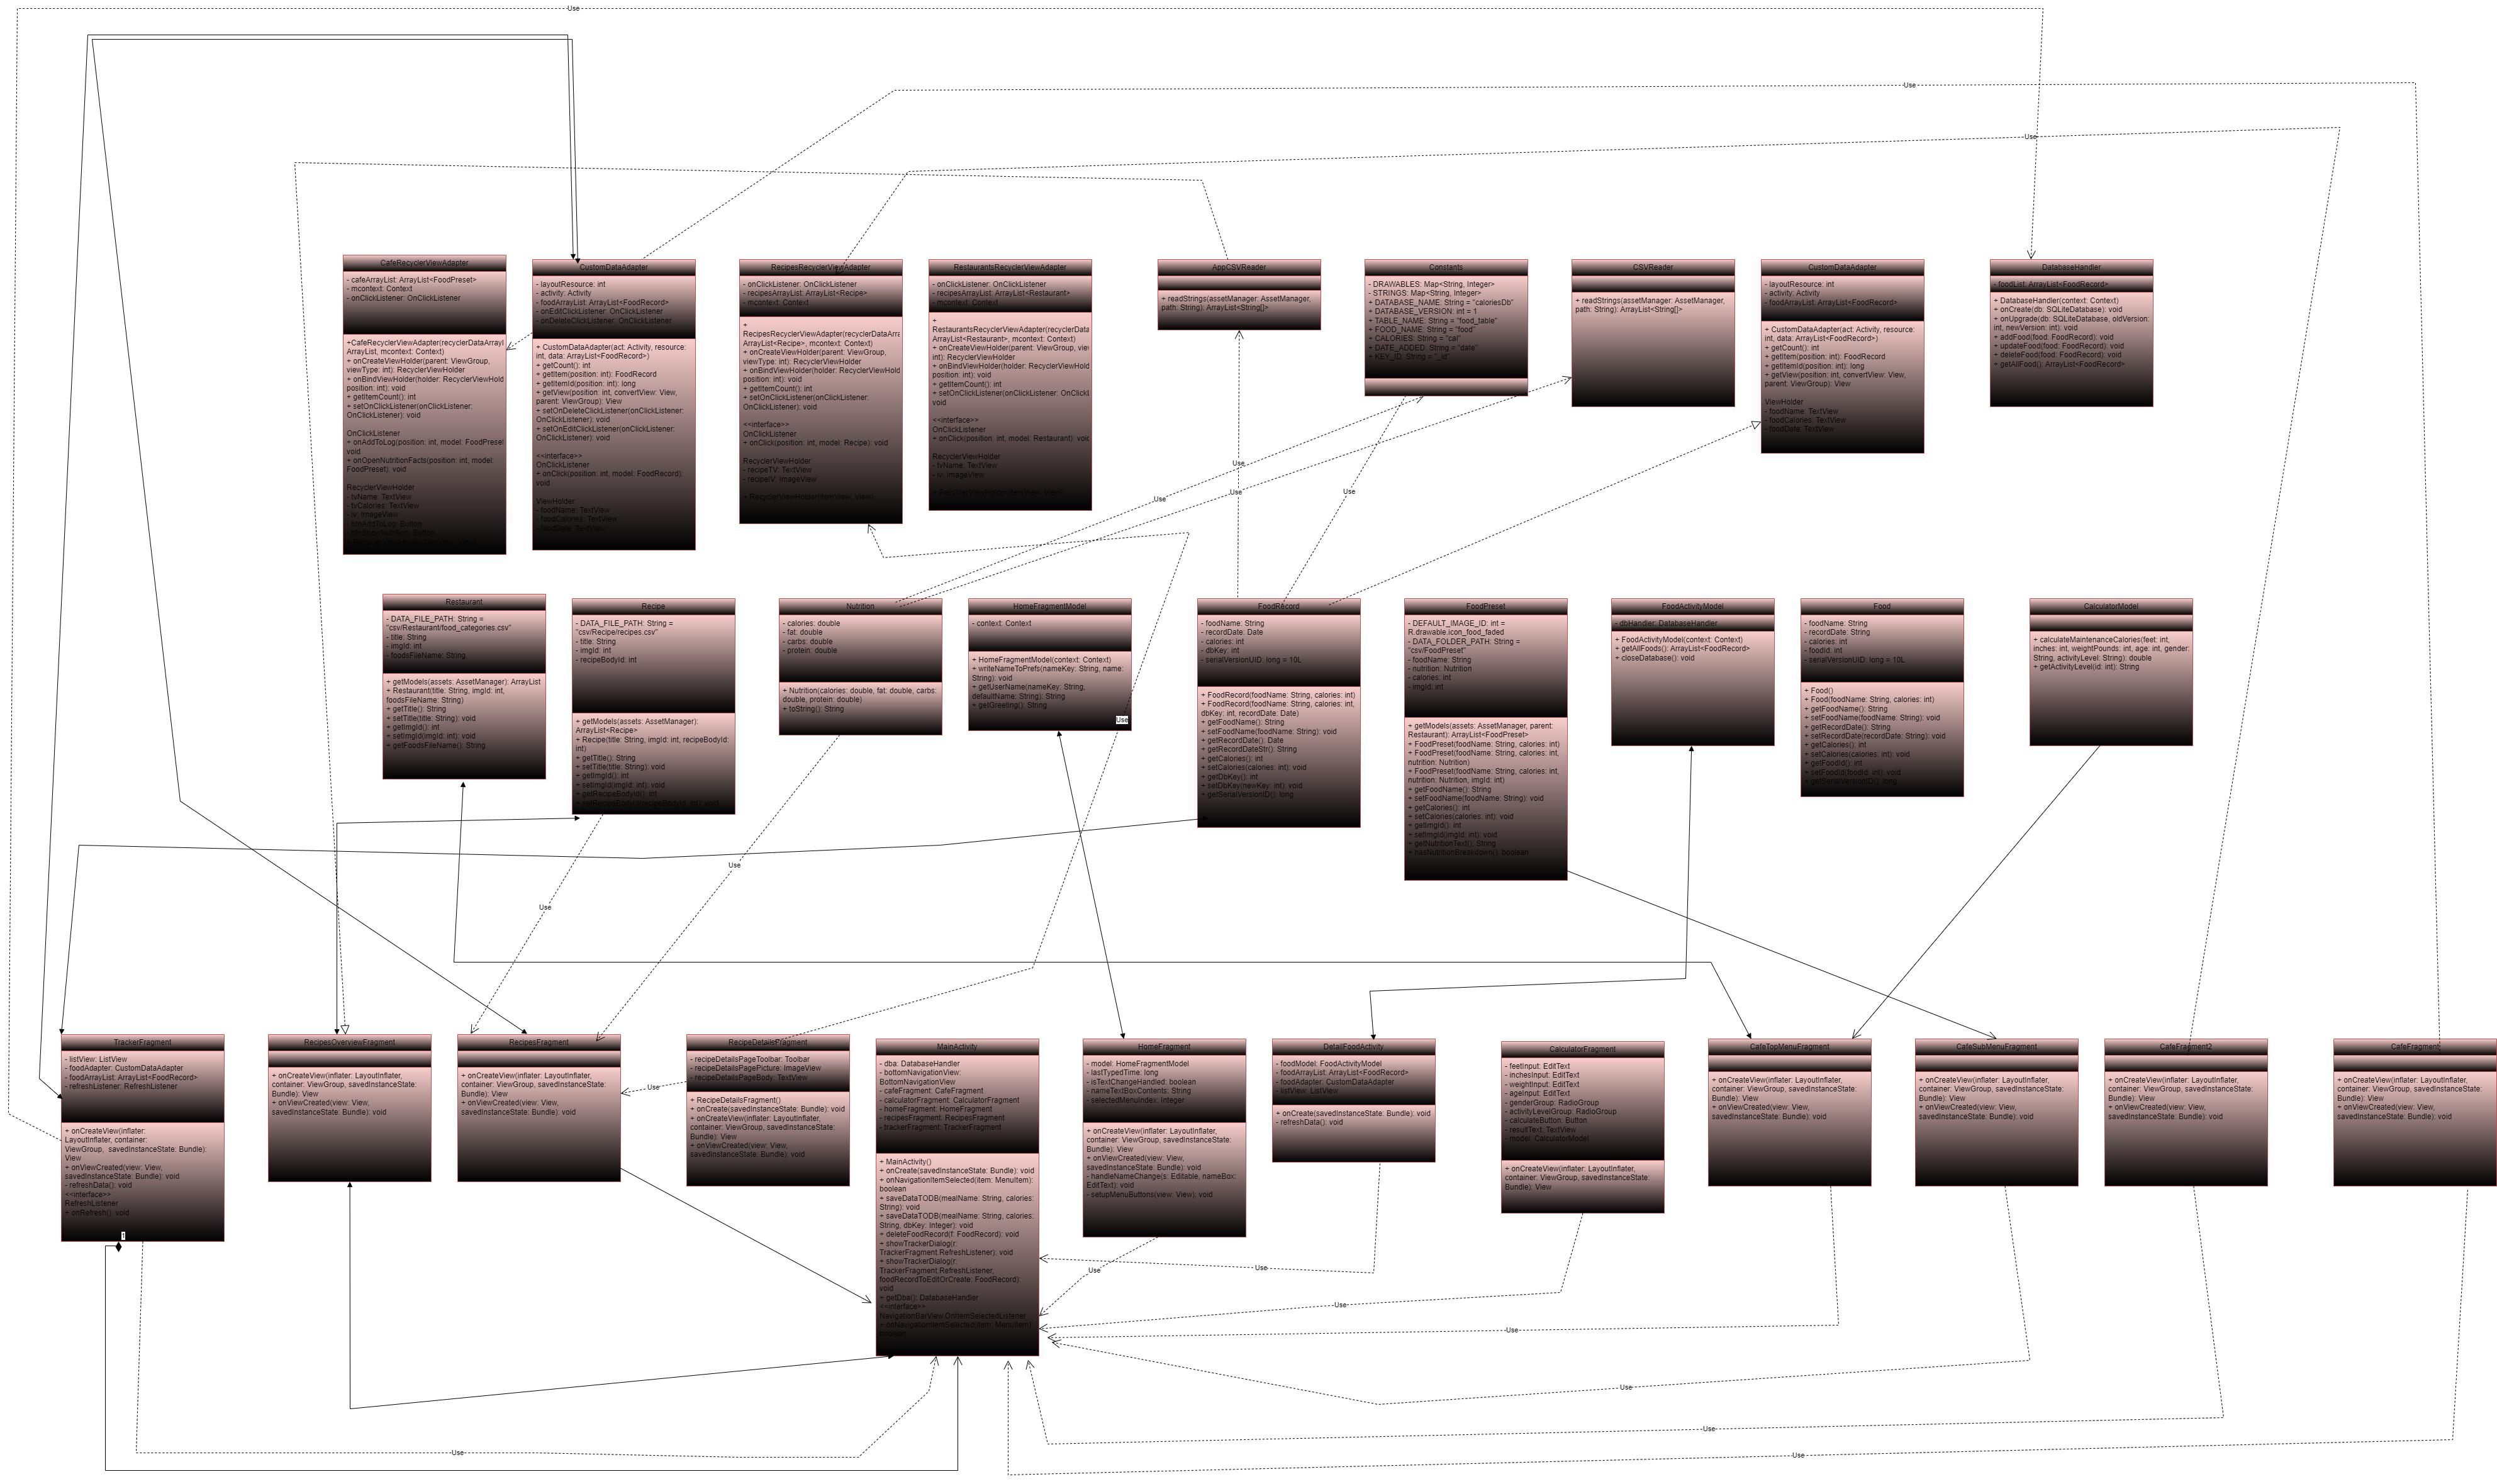 Use
Use
Use
CafeRecyclerViewAdapter
- cafeArrayList: ArrayList<FoodPreset>
- mcontext: Context
- onClickListener: OnClickListener
+CafeRecyclerViewAdapter(recyclerDataArrayl
ArrayList, mcontext: Context)
+ onCreateViewHolder(parent: ViewGroup,
viewType: int): RecyclerViewHolder
+ onBindViewHolder(holder: RecyclerViewHold
position: int): void
+ getItemCount(): int
+ setOnClickListener(onClickListener:
OnClickListener): void
OnClickListener
+ onAddToLog(position: int, model: FoodPreset
void
+ onOpenNutritionFacts(position: int, model:
FoodPreset): void
RecyclerViewHolder
- tvName: TextView
- tvCalories: TextView
- iv: ImageView
- btnAddToLog: Button
CustomDataAdapter
- layoutResource: int
- activity: Activity
- foodArrayList: ArrayList<FoodRecord>
- onEditClickListener: OnClickListener
- onDeleteClickListener: OnClickListener
+ CustomDataAdapter(act: Activity, resource:
int, data: ArrayList<FoodRecord>)
+ getCount(): int
+ getItem(position: int): FoodRecord
+ getItemId(position: int): long
+ getView(position: int, convertView: View,
parent: ViewGroup): View
+ setOnDeleteClickListener(onClickListener:
OnClickListener): void
+ setOnEditClickListener(onClickListener:
OnClickListener): void
<<interface>>
OnClickListener
+ onClick(position: int, model: FoodRecord):
void
ViewHolder
- foodName: TextView
- foodCalories: TextView
- foodDate: TextView
RecipesRecyclerViewAdapter
- onClickListener: OnClickListener
- recipesArrayList: ArrayList<Recipe>
- mcontext: Context
+
RecipesRecyclerViewAdapter(recyclerDataArra
ArrayList<Recipe>, mcontext: Context)
+ onCreateViewHolder(parent: ViewGroup,
viewType: int): RecyclerViewHolder
+ onBindViewHolder(holder: RecyclerViewHold
position: int): void
+ getItemCount(): int
+ setOnClickListener(onClickListener:
OnClickListener): void
<<interface>>
OnClickListener
+ onClick(position: int, model: Recipe): void
RecyclerViewHolder
- recipeTV: TextView
- recipeIV: ImageView
+ RecyclerViewHolder(itemView: View)
RestaurantsRecyclerViewAdapter
- onClickListener: OnClickListener
- recipesArrayList: ArrayList<Restaurant>
- mcontext: Context
+
RestaurantsRecyclerViewAdapter(recyclerData
ArrayList<Restaurant>, mcontext: Context)
+ onCreateViewHolder(parent: ViewGroup, view
int): RecyclerViewHolder
+ onBindViewHolder(holder: RecyclerViewHold
position: int): void
+ getItemCount(): int
+ setOnClickListener(onClickListener: OnClickL
void
<<interface>>
OnClickListener
+ onClick(position: int, model: Restaurant): void
RecyclerViewHolder
- tvName: TextView
- iv: ImageView
+ RecyclerViewHolder(itemView: View)
AppCSVReader
+ readStrings(assetManager: AssetManager,
path: String): ArrayList<String[]>
Constants
- DRAWABLES: Map<String, Integer>
- STRINGS: Map<String, Integer>
+ DATABASE_NAME: String = "caloriesDb"
+ DATABASE_VERSION: int = 1
+ TABLE_NAME: String = "food_table"
+ FOOD_NAME: String = "food"
+ CALORIES: String = "cal"
+ DATE_ADDED: String = "date"
+ KEY_ID: String = "_id"
CSVReader
+ readStrings(assetManager: AssetManager,
path: String): ArrayList<String[]>
CustomDataAdapter
- layoutResource: int
- activity: Activity
- foodArrayList: ArrayList<FoodRecord>
+ CustomDataAdapter(act: Activity, resource:
int, data: ArrayList<FoodRecord>)
+ getCount(): int
+ getItem(position: int): FoodRecord
+ getItemId(position: int): long
+ getView(position: int, convertView: View,
parent: ViewGroup): View
ViewHolder
- foodName: TextView
- foodCalories: TextView
- foodDate: TextView
DatabaseHandler
- foodList: ArrayList<FoodRecord>
+ DatabaseHandler(context: Context)
+ onCreate(db: SQLiteDatabase): void
+ onUpgrade(db: SQLiteDatabase, oldVersion:
int, newVersion: int): void
+ addFood(food: FoodRecord): void
+ updateFood(food: FoodRecord): void
+ deleteFood(food: FoodRecord): void
+ getAllFood(): ArrayList<FoodRecord>
Use
Use
Use
Use
Restaurant
- DATA_FILE_PATH: String =
"csv/Restaurant/food_categories.csv"
- title: String
- imgId: int
- foodsFileName: String
+ getModels(assets: AssetManager): ArrayList
+ Restaurant(title: String, imgId: int,
foodsFileName: String)
+ getTitle(): String
+ setTitle(title: String): void
+ getImgId(): int
+ setImgId(imgId: int): void
+ getFoodsFileName(): String
Recipe
- DATA_FILE_PATH: String =
"csv/Recipe/recipes.csv"
- title: String
- imgId: int
- recipeBodyId: int
+ getModels(assets: AssetManager):
ArrayList<Recipe>
+ Recipe(title: String, imgId: int, recipeBodyId:
int)
+ getTitle(): String
+ setTitle(title: String): void
+ getImgId(): int
+ setImgId(imgId: int): void
+ getRecipeBodyId(): int
+ setRecipeBodyId(recipeBodyId: int): void
Nutrition
- calories: double
- fat: double
- carbs: double
- protein: double
+ Nutrition(calories: double, fat: double, carbs:
double, protein: double)
+ toString(): String
HomeFragmentModel
- context: Context
+ HomeFragmentModel(context: Context)
+ writeNameToPrefs(nameKey: String, name:
String): void
+ getUserName(nameKey: String,
defaultName: String): String
+ getGreeting(): String
Use
FoodRecord
- foodName: String
- recordDate: Date
- calories: int
- dbKey: int
- serialVersionUID: long = 10L
+ FoodRecord(foodName: String, calories: int)
+ FoodRecord(foodName: String, calories: int,
dbKey: int, recordDate: Date)
+ getFoodName(): String
+ setFoodName(foodName: String): void
+ getRecordDate(): Date
+ getRecordDateStr(): String
+ getCalories(): int
+ setCalories(calories: int): void
+ getDbKey(): int
+ setDbKey(newKey: int): void
+ getSerialVersionID(): long
FoodPreset
- DEFAULT_IMAGE_ID: int =
R.drawable.icon_food_faded
- DATA_FOLDER_PATH: String =
"csv/FoodPreset"
- foodName: String
- nutrition: Nutrition
- calories: int
- imgId: int
+ getModels(assets: AssetManager, parent:
Restaurant): ArrayList<FoodPreset>
+ FoodPreset(foodName: String, calories: int)
+ FoodPreset(foodName: String, calories: int,
nutrition: Nutrition)
+ FoodPreset(foodName: String, calories: int,
nutrition: Nutrition, imgId: int)
+ getFoodName(): String
+ setFoodName(foodName: String): void
+ getCalories(): int
+ setCalories(calories: int): void
+ getImgId(): int
+ setImgId(imgId: int): void
+ getNutritionText(): String
+ hasNutritionBreakdown(): boolean
FoodActivityModel
- dbHandler: DatabaseHandler
+ FoodActivityModel(context: Context)
+ getAllFoods(): ArrayList<FoodRecord>
+ closeDatabase(): void
Food
- foodName: String
- recordDate: String
- calories: int
- foodId: int
- serialVersionUID: long = 10L
+ Food()
+ Food(foodName: String, calories: int)
+ getFoodName(): String
+ setFoodName(foodName: String): void
+ getRecordDate(): String
+ setRecordDate(recordDate: String): void
+ getCalories(): int
+ setCalories(calories: int): void
+ getFoodId(): int
+ setFoodId(foodId: int): void
+ getSerialVersionID(): long
CalculatorModel
+ calculateMaintenanceCalories(feet: int,
inches: int, weightPounds: int, age: int, gender:
String, activityLevel: String): double
+ getActivityLevel(id: int): String
Use
Use
TrackerFragment
- listView: ListView
- foodAdapter: CustomDataAdapter
- foodArrayList: ArrayList<FoodRecord>
- refreshListener: RefreshListener
+ onCreateView(inflater:
LayoutInflater, container:
ViewGroup, savedInstanceState: Bundle):
View
+ onViewCreated(view: View,
savedInstanceState: Bundle): void
- refreshData(): void
<<interface>>
RefreshListener
+ onRefresh(): void
1
RecipesOverviewFragment
+ onCreateView(inflater: LayoutInflater,
container: ViewGroup, savedInstanceState:
Bundle): View
+ onViewCreated(view: View,
savedInstanceState: Bundle): void
RecipesFragment
+ onCreateView(inflater: LayoutInflater,
container: ViewGroup, savedInstanceState:
Bundle): View
+ onViewCreated(view: View,
savedInstanceState: Bundle): void
Use
RecipeDetailsFragment
- recipeDetailsPageToolbar: Toolbar
- recipeDetailsPagePicture: ImageView
- recipeDetailsPageBody: TextView
+ RecipeDetailsFragment()
+ onCreate(savedInstanceState: Bundle): void
+ onCreateView(inflater: LayoutInflater,
container: ViewGroup, savedInstanceState:
Bundle): View
+ onViewCreated(view: View,
savedInstanceState: Bundle): void
MainActivity
- dba: DatabaseHandler
- bottomNavigationView:
BottomNavigationView
- cafeFragment: CafeFragment
- calculatorFragment: CalculatorFragment
- homeFragment: HomeFragment
- recipesFragment: RecipesFragment
- trackerFragment: TrackerFragment
+ MainActivity()
+ onCreate(savedInstanceState: Bundle): void
+ onNavigationItemSelected(item: MenuItem):
boolean
+ saveDataTODB(mealName: String, calories:
String): void
+ saveDataTODB(mealName: String, calories:
String, dbKey: Integer): void
+ deleteFoodRecord(f: FoodRecord): void
+ showTrackerDialog(r:
TrackerFragment.RefreshListener): void
+ showTrackerDialog(r:
TrackerFragment.RefreshListener,
foodRecordToEditOrCreate: FoodRecord):
void
+ getDba(): DatabaseHandler
<<interface>>
NavigationBarView.OnItemSelectedListener
+ onNavigationItemSelected(item: MenuItem):
boolean
HomeFragment
- model: HomeFragmentModel
- lastTypedTime: long
- isTextChangeHandled: boolean
- nameTextBoxContents: String
- selectedMenuIndex: Integer
+ onCreateView(inflater: LayoutInflater,
container: ViewGroup, savedInstanceState:
Bundle): View
+ onViewCreated(view: View,
savedInstanceState: Bundle): void
- handleNameChange(s: Editable, nameBox:
EditText): void
- setupMenuButtons(view: View): void
DetailFoodActivity
- foodModel: FoodActivityModel
- foodArrayList: ArrayList<FoodRecord>
- foodAdapter: CustomDataAdapter
- listView: ListView
+ onCreate(savedInstanceState: Bundle): void
- refreshData(): void
CalculatorFragment
- feetInput: EditText
- inchesInput: EditText
- weightInput: EditText
- ageInput: EditText
- genderGroup: RadioGroup
- activityLevelGroup: RadioGroup
- calculateButton: Button
- resultText: TextView
- model: CalculatorModel
+ onCreateView(inflater: LayoutInflater,
container: ViewGroup, savedInstanceState:
Bundle): View
CafeTopMenuFragment
+ onCreateView(inflater: LayoutInflater,
container: ViewGroup, savedInstanceState:
Bundle): View
+ onViewCreated(view: View,
savedInstanceState: Bundle): void
CafeSubMenuFragment
+ onCreateView(inflater: LayoutInflater,
container: ViewGroup, savedInstanceState:
Bundle): View
+ onViewCreated(view: View,
savedInstanceState: Bundle): void
CafeFragment2
+ onCreateView(inflater: LayoutInflater,
container: ViewGroup, savedInstanceState:
Bundle): View
+ onViewCreated(view: View,
savedInstanceState: Bundle): void
CafeFragment
+ onCreateView(inflater: LayoutInflater,
container: ViewGroup, savedInstanceState:
Bundle): View
+ onViewCreated(view: View,
savedInstanceState: Bundle): void
Use
Use
Use
Use
Use
Use
Use
Use